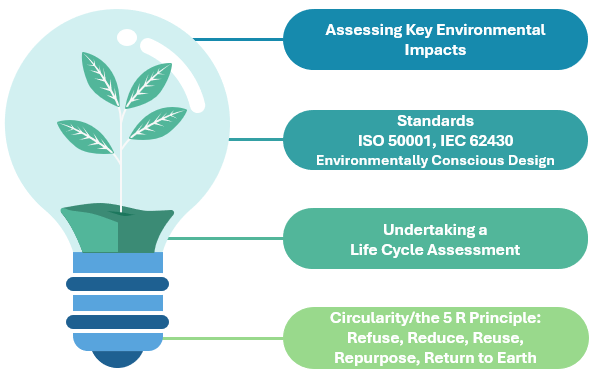 Assessing Key Environmental
Impacts
Standards
ISO 50001, IEC 62430
Environmentally Conscious Design
Undertaking a
Life Cycle Assessment
Circularity/the 5 R Principle:
Refuse, Reduce, Reuse,
Repurpose, Return to Earth